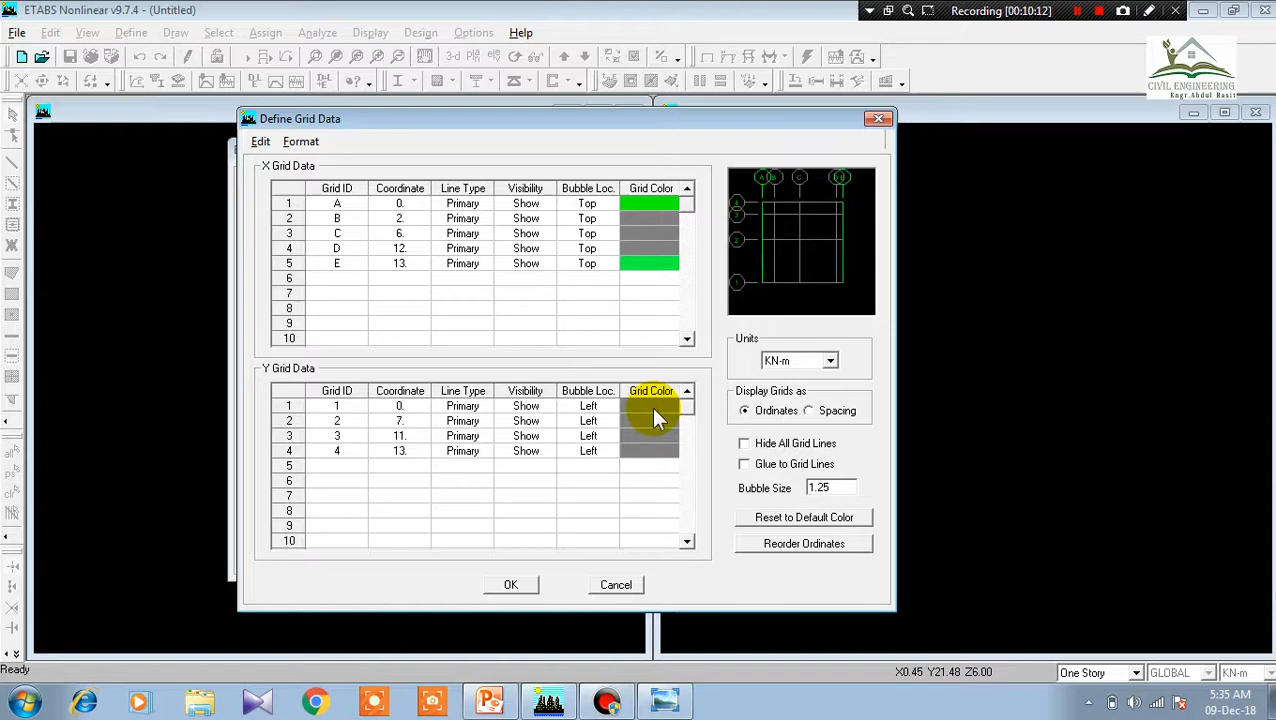 ETABS Nonlinear v9.7.4 - (Untitled)
Recording [00:10:12]
File Edit View Define Draw Select Assign Analyze Display Design Options Help
CIVIL ENGINEERING
Engr.Abdul Basit
Define Grid Data
Edit Format
X Grid Data
Grid ID Coordinate Line Type Visibility Bubble Loc. Grid Color
1 A 0. Primary Show Top
2 B 2. Primary Show Top
3 C 6. Primary Show Top
4 D 12. Primary Show Top
5 E 13. Primary Show Top
6
7
8
9
10
Y Grid Data
Grid ID Coordinate Line Type Visibility Bubble Loc. Grid Color
1 1 0. Primary Show Left
2 2 7. Primary Show Left
3 3 11. Primary Show Left
4 4 13. Primary Show Left
5
6
7
8
9
10
A B C D E
4
3
2
1
Units
KN-m
Display Grids as
Ordinates Spacing
Hide All Grid Lines
Glue to Grid Lines
Bubble Size 1.25
Reset to Default Color
Reorder Ordinates
OK Cancel
Ready
X0.45 Y21.48 Z6.00
One Story
GLOBAL
KN-m
5:35 AM
09-Dec-18